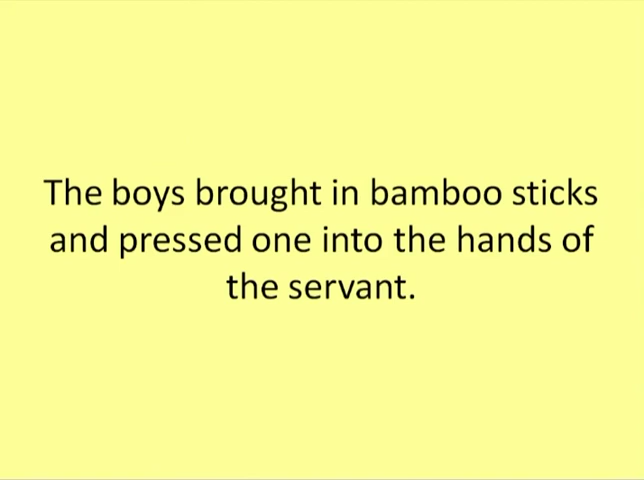 The boys brought in bamboo sticks
and pressed one into the hands of
the servant.